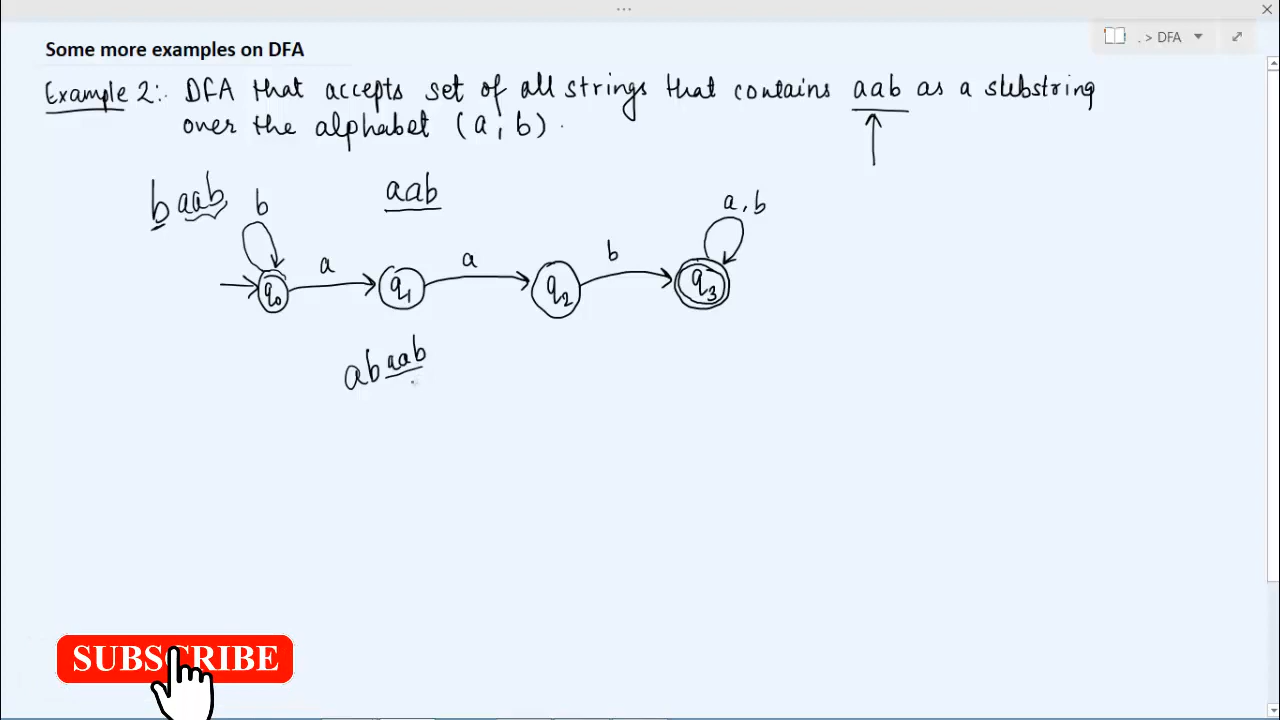 Some more examples on DFA
. > DFA
Example 2:. DFA that accepts set of all strings that contains aab as a substring
over the alphabet (a, b).
b aab
b
aab
a, b
a
a
b
q0
q1
q2
q3
abaab
SUBSCRIBE